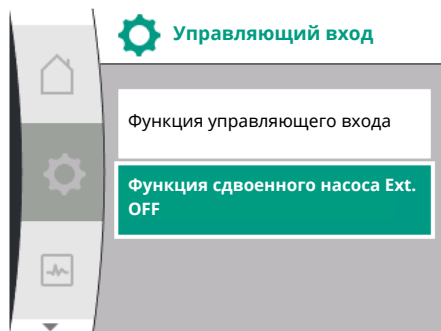 Управляющий вход
Функция управляющего входа
Функция сдвоенного насоса Ext.
OFF